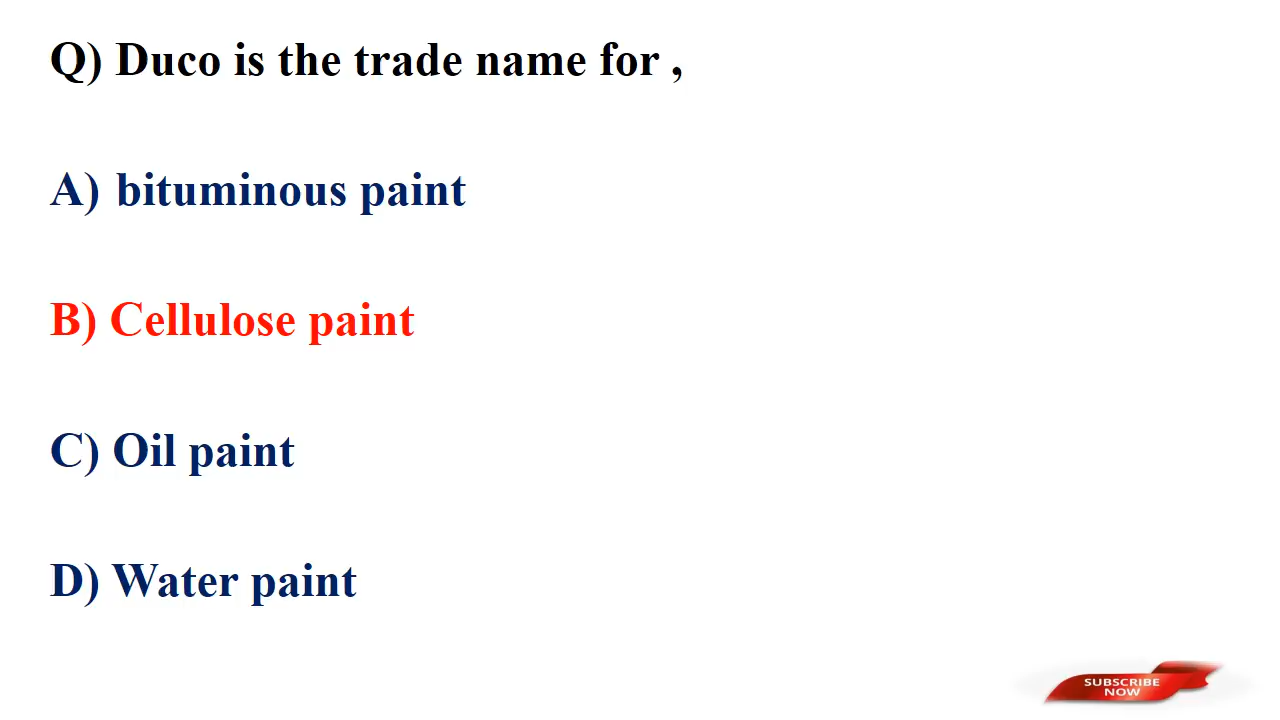 Q) Duco is the trade name for ,
A) bituminous paint
B) Cellulose paint
C) Oil paint
D) Water paint
SUBSCRIBE
NOW